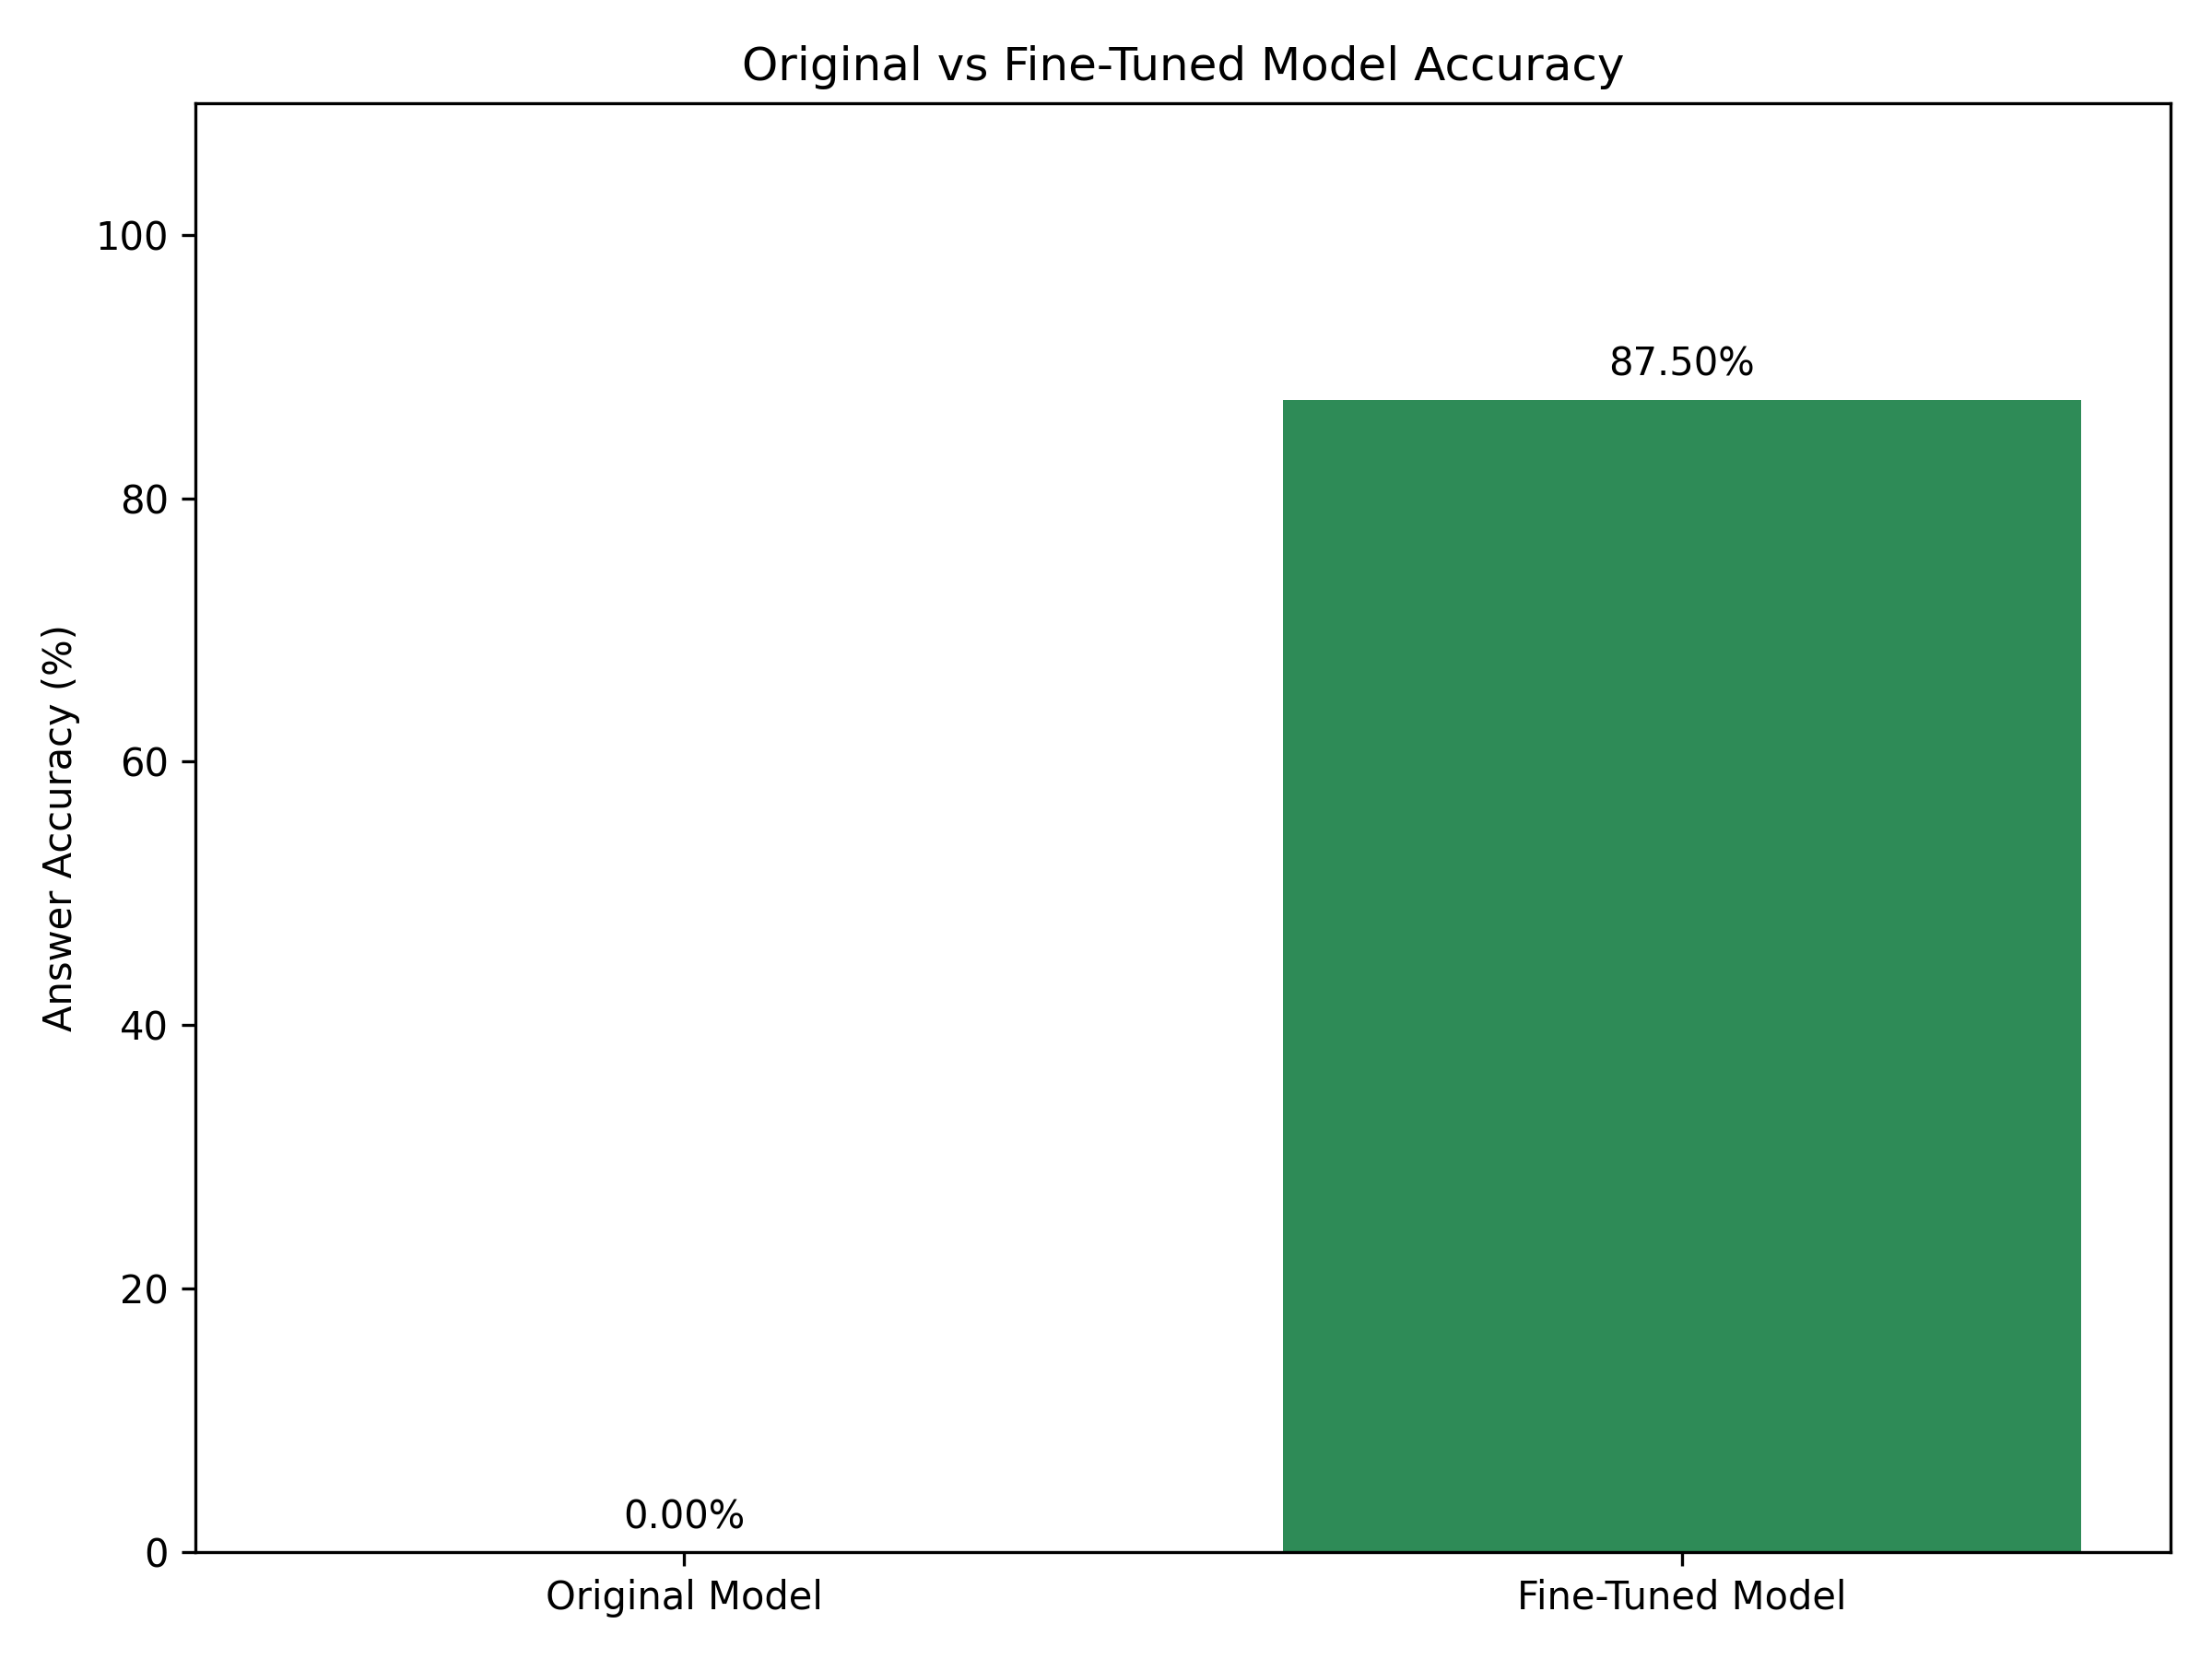 Original vs Fine-Tuned Model Accuracy
Answer Accuracy (%)
100
80
60
40
20
0
0.00%
87.50%
Original Model
Fine-Tuned Model